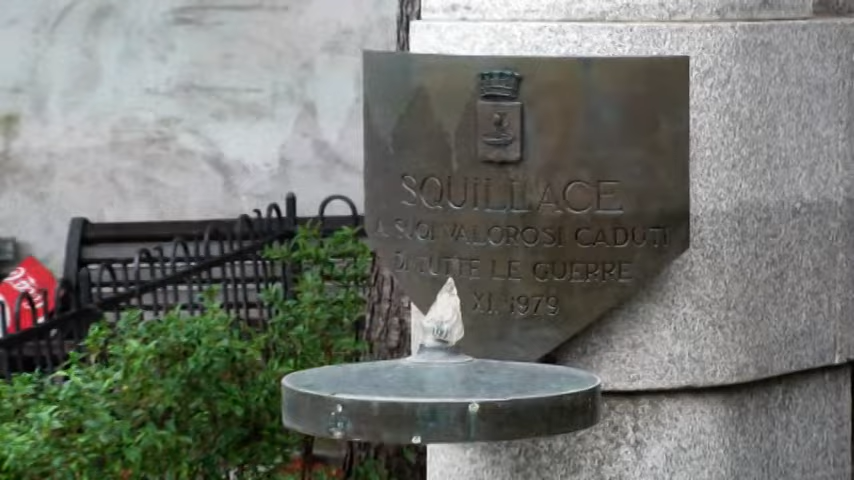 SQUILLACE
A SUOI VALOROSI CADUTI
DI TUTTE LE GUERRE
XI. 1979